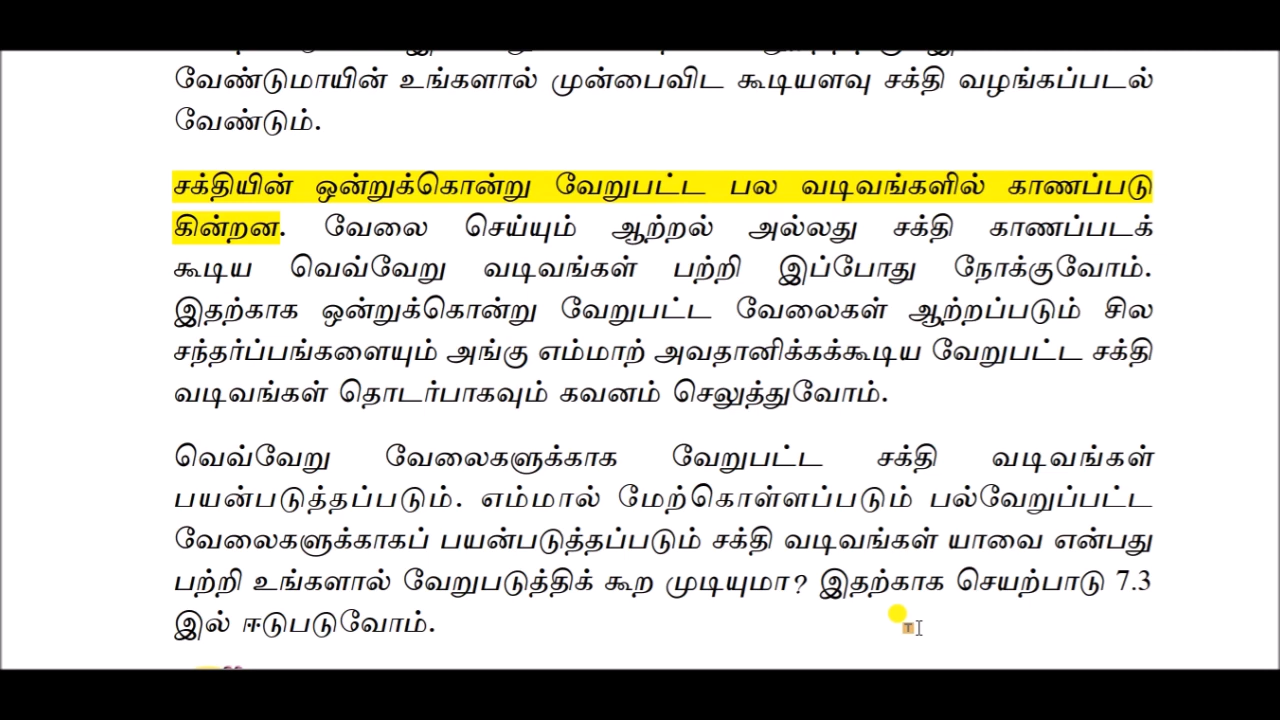 வேண்டுமாயின் உங்களால் முன்பைவிட கூடியளவு சக்தி வழங்கப்படல்
வேண்டும்.
சக்தியின் ஒன்றுக்கொன்று வேறுபட்ட பல வடிவங்களில் காணப்படு
கின்றன. வேலை செய்யும் ஆற்றல் அல்லது சக்தி காணப்படக்
கூடிய வெவ்வேறு வடிவங்கள் பற்றி இப்போது நோக்குவோம்.
இதற்காக ஒன்றுக்கொன்று வேறுபட்ட வேலைகள் ஆற்றப்படும் சில
சந்தர்ப்பங்களையும் அங்கு எம்மாற் அவதானிக்கக்கூடிய வேறுபட்ட சக்தி
வடிவங்கள் தொடர்பாகவும் கவனம் செலுத்துவோம்.
வெவ்வேறு வேலைகளுக்காக வேறுபட்ட சக்தி வடிவங்கள்
பயன்படுத்தப்படும். எம்மால் மேற்கொள்ளப்படும் பல்வேறுப்பட்ட
வேலைகளுக்காகப் பயன்படுத்தப்படும் சக்தி வடிவங்கள் யாவை என்பது
பற்றி உங்களால் வேறுபடுத்திக் கூற முடியுமா? இதற்காக செயற்பாடு 7.3
இல் ஈடுபடுவோம்.